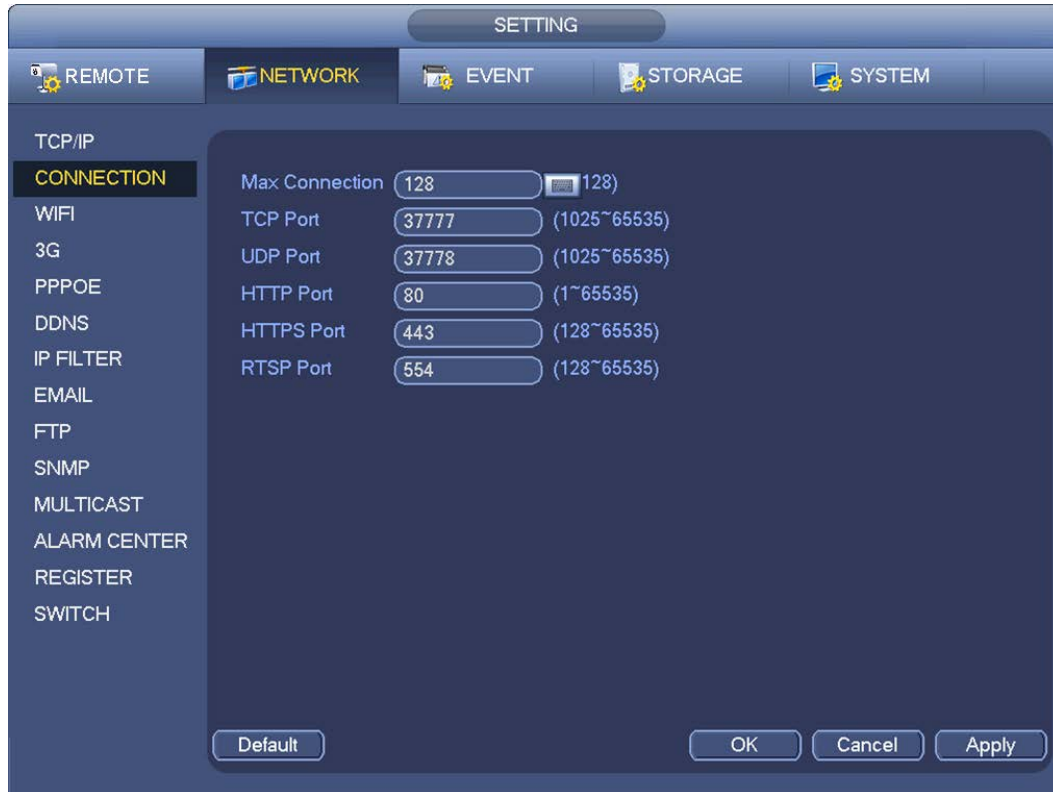 SETTING
REMOTE NETWORK EVENT STORAGE SYSTEM
TCP/IP
CONNECTION
WIFI
3G
PPPOE
DDNS
IP FILTER
EMAIL
FTP
SNMP
MULTICAST
ALARM CENTER
REGISTER
SWITCH
Max Connection 128 128)
TCP Port 37777 (1025~65535)
UDP Port 37778 (1025~65535)
HTTP Port 80 (1~65535)
HTTPS Port 443 (128~65535)
RTSP Port 554 (128~65535)
Default OK Cancel Apply